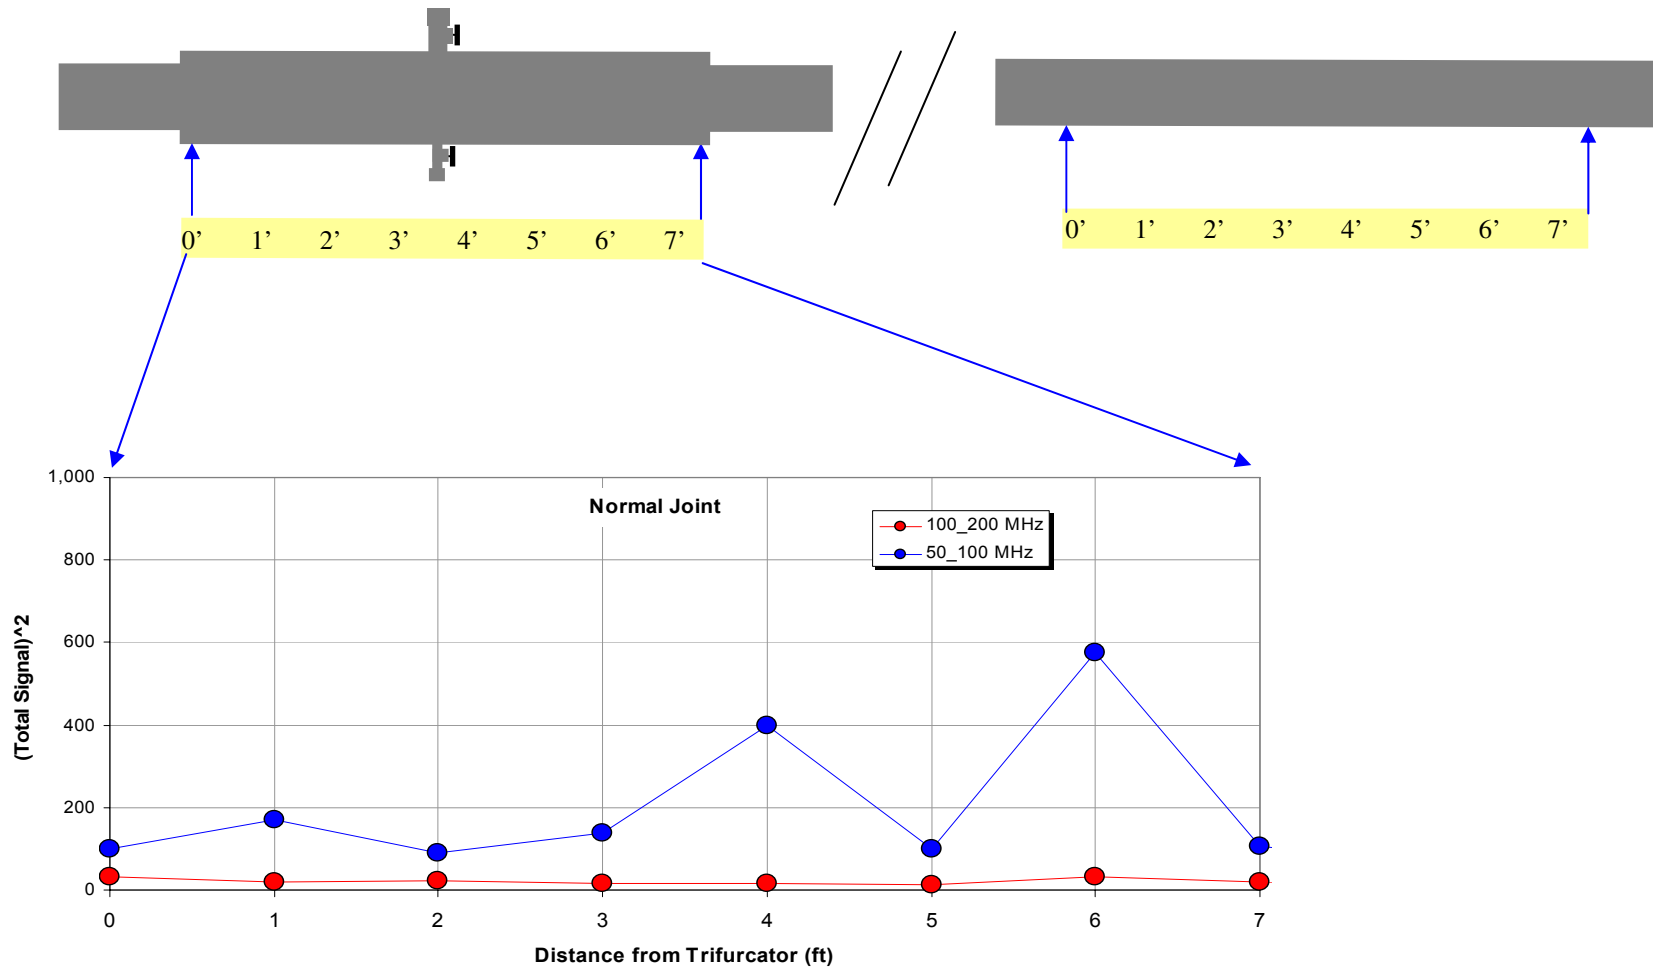 0’ 1’ 2’ 3’ 4’ 5’ 6’ 7’
0’ 1’ 2’ 3’ 4’ 5’ 6’ 7’
Normal Joint
100_200 MHz
50_100 MHz
(Total Signal)^2
1,000
800
600
400
200
0
0 1 2 3 4 5 6 7
Distance from Trifurcator (ft)